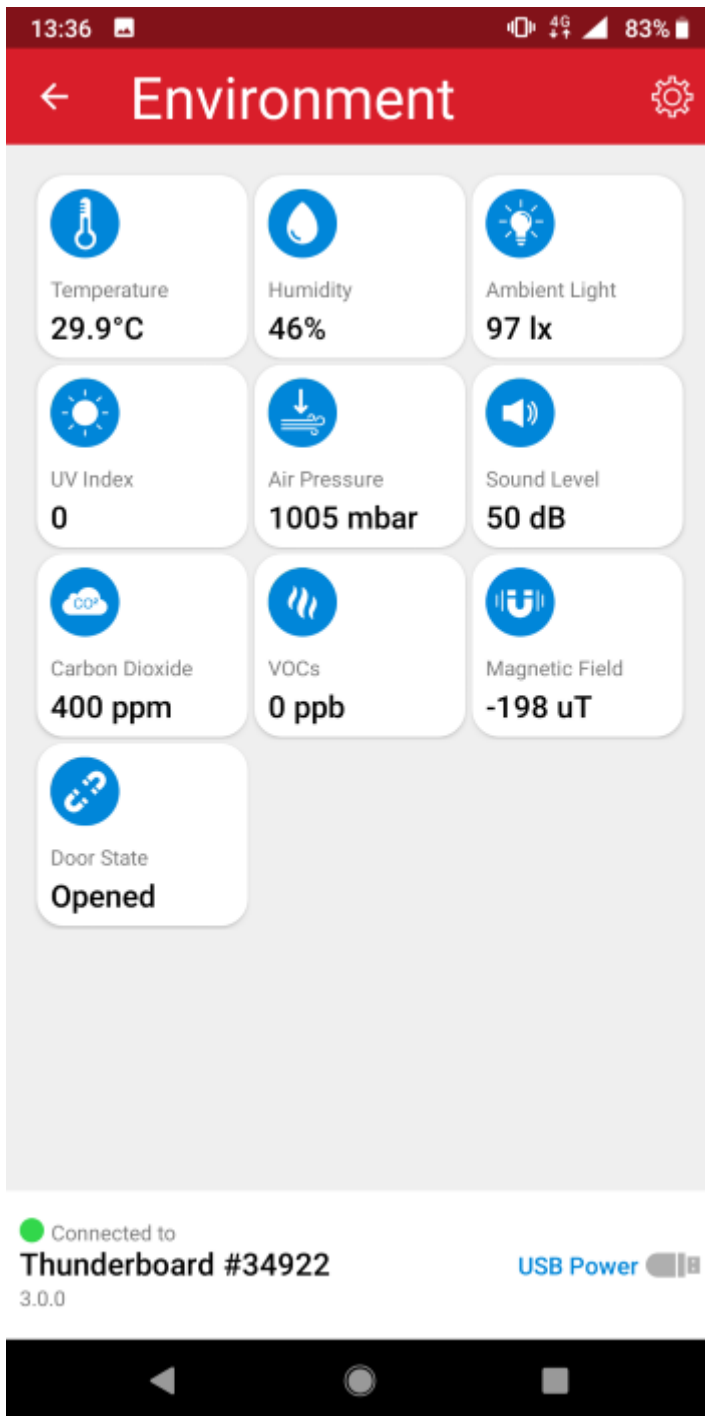 13:36 4G 83%
Environment
Temperature
29.9°C
Humidity
46%
Ambient Light
97 lx
UV Index
0
Air Pressure
1005 mbar
Sound Level
50 dB
CO²
Carbon Dioxide
400 ppm
VOCs
0 ppb
Magnetic Field
-198 uT
Door State
Opened
Connected to
Thunderboard #34922
3.0.0
USB Power